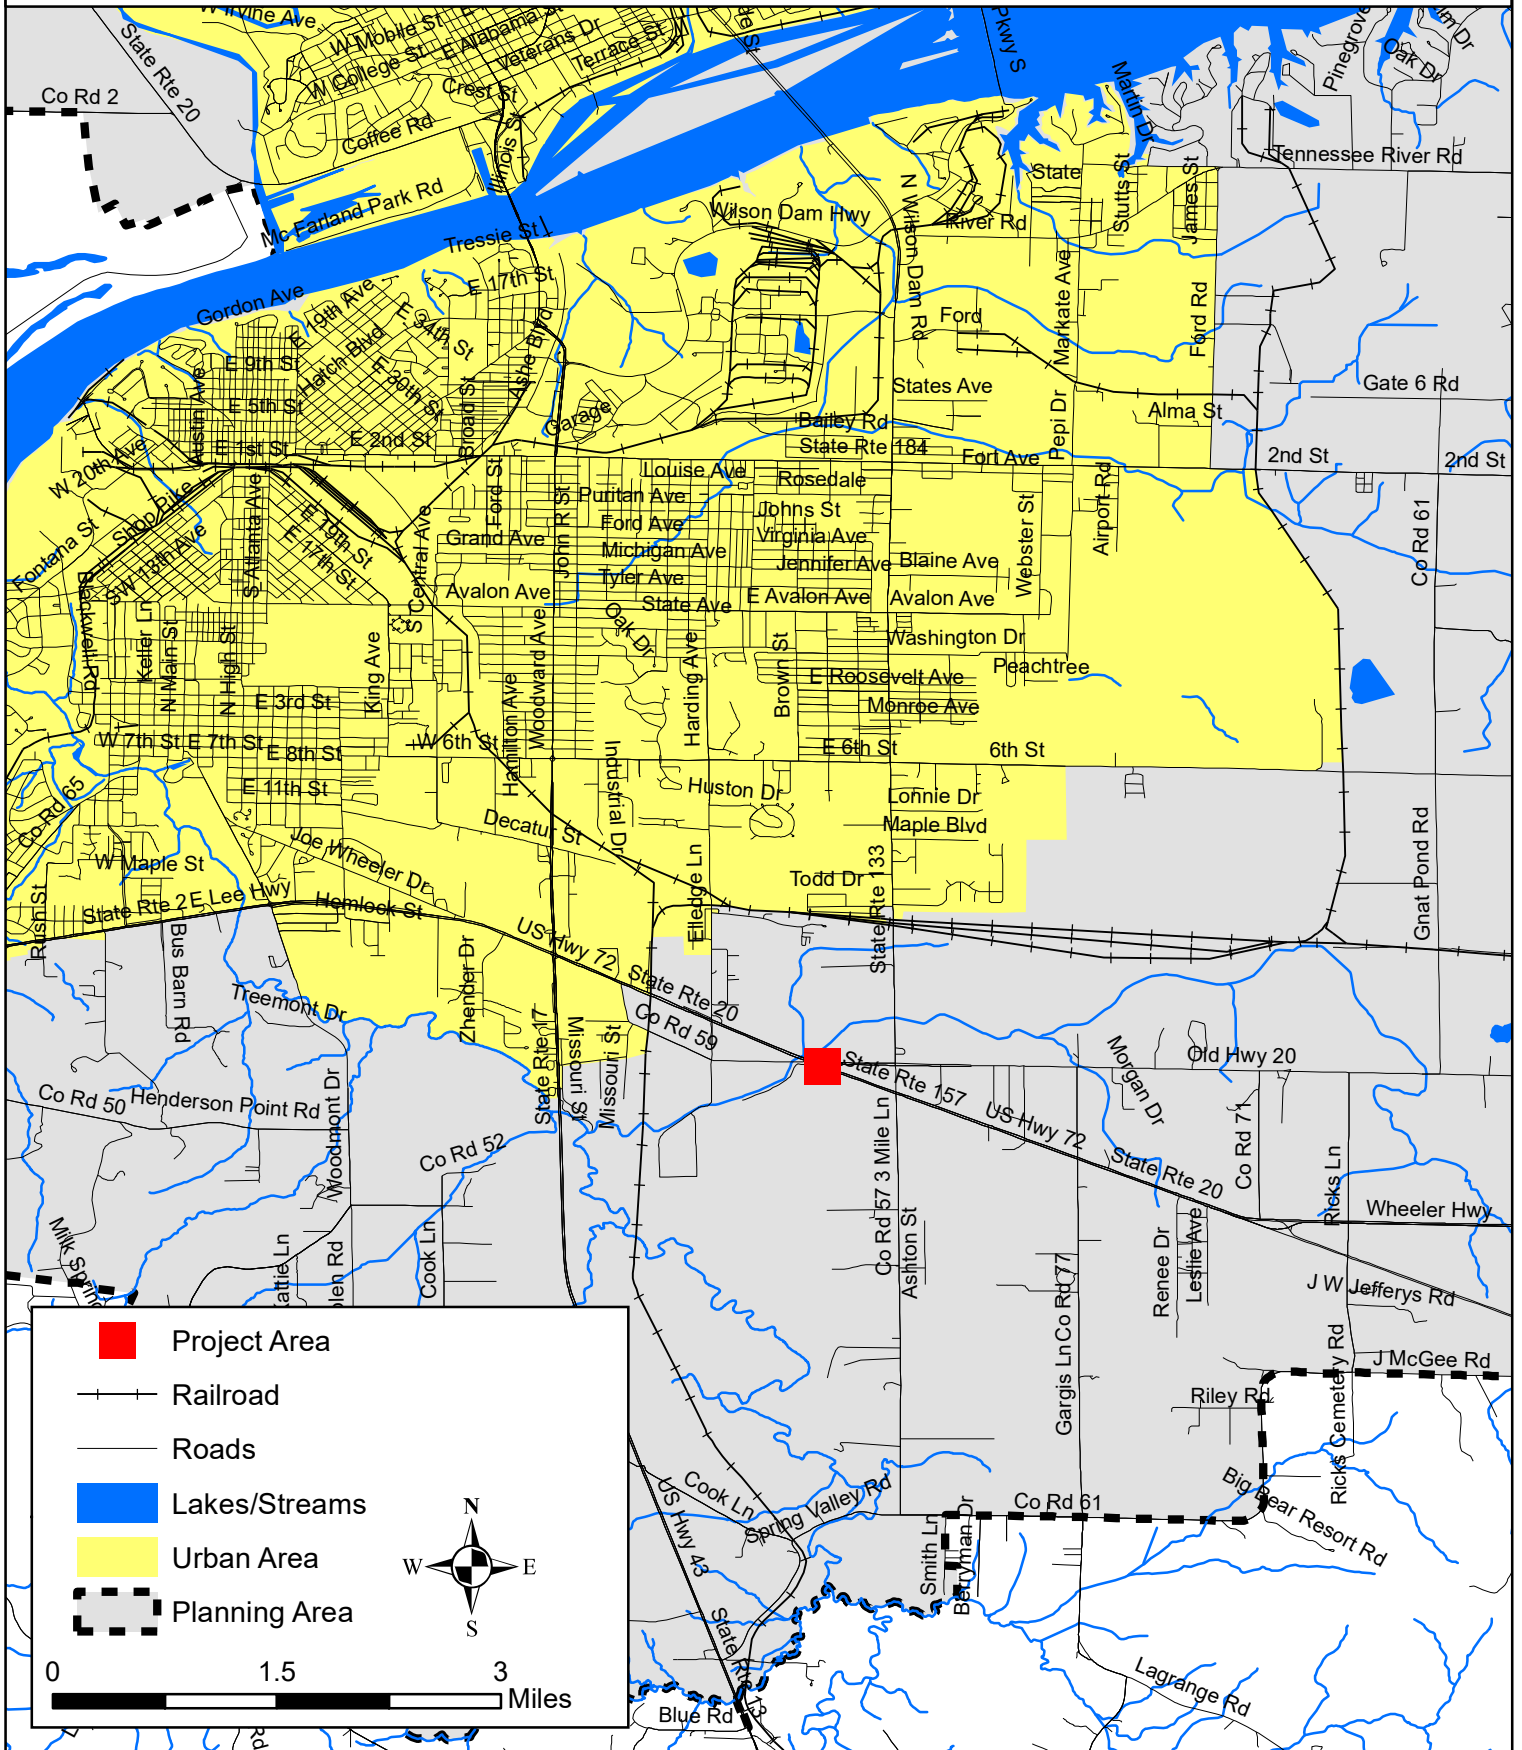 W Irvine Ave
W Mobile St
E Alabama St
Veterans Dr
Terrace St
Pkwy S
Pinegrove
Oak Dr
State Rte 20
W College St
Crest St
Martin Dr
Co Rd 2
Coffee Rd
Illinois St
Tennessee River Rd
State
Stutts St
James St
Mc Farland Park Rd
Wilson Dam Hwy
N Wilson Dam Rd
River Rd
Tressie St
E 17th St
Gordon Ave
E 19th Ave
E 34th St
Ashe Blvd
Ford
Markate Ave
Ford Rd
E 9th St
Hatch Blvd
E 30th St
States Ave
Gate 6 Rd
Austin Ave
E 5th St
Broad St
Garage
Bailey Rd
Pepi Dr
Alma St
E 1st St
E 2nd St
State Rte 184
Fort Ave
2nd St
2nd St
W 20th Ave
Louise Ave
Rosedale
Ford St
John R St
Puritan Ave
Airport Rd
Shop Pike
Johns St
Co Rd 61
Fontana St
SW 13th Ave
S Atlanta Ave
E 10th St
E 17th St
Central Ave
S
Grand Ave
Ford Ave
Virginia Ave
Webster St
Michigan Ave
Jennifer Ave
Blaine Ave
Avalon Ave
Tyler Ave
State Ave
E Avalon Ave
Avalon Ave
Blackwell Rd
Keller Ln
N Main St
N High St
King Ave
Woodward Ave
Oak Dr
Harding Ave
Brown St
Washington Dr
Peachtree
E Roosevelt Ave
Monroe Ave
E 3rd St
W 7th St
E 7th St
E 8th St
W 6th St
Hamilton Ave
Industrial Dr
E 6th St
6th St
E 11th St
Huston Dr
Lonnie Dr
Maple Blvd
Co Rd 65
Decatur St
Gnat Pond Rd
Joe Wheeler Dr
W Maple St
Todd Dr
Rush St
State Rte 2
E Lee Hwy
Hemlock St
Elledge Ln
State Rte 133
Bus Barn Rd
US Hwy 72
State Rte 20
Zhender Dr
Treemont Dr
Co Rd 59
State Rte 17
Missouri St
Missouri St
Old Hwy 20
Morgan Dr
State Rte 157
Co Rd 50
Henderson Point Rd
Woodmont Dr
US Hwy 72
Co Rd 71
Co Rd 52
State Rte 20
Co Rd 57 3 Mile Ln
Ricks Ln
Wheeler Hwy
Ashton St
Milk Spring
Cook Ln
Renee Dr
Leslie Ave
Co Rd 77
J W Jefferys Rd
Gargis Ln
J McGee Rd
Riley Rd
Ricks Cemetery Rd
Project Area
Railroad
Roads
Lakes/Streams
Urban Area
Planning Area
N
W
E
S
0
1.5
3
Miles
Cook Ln
Spring Valley Rd
Co Rd 61
Big Bear Resort Rd
US Hwy 43
Smith Ln
Berryman Dr
Lagrange Rd
Blue Rd
Rd